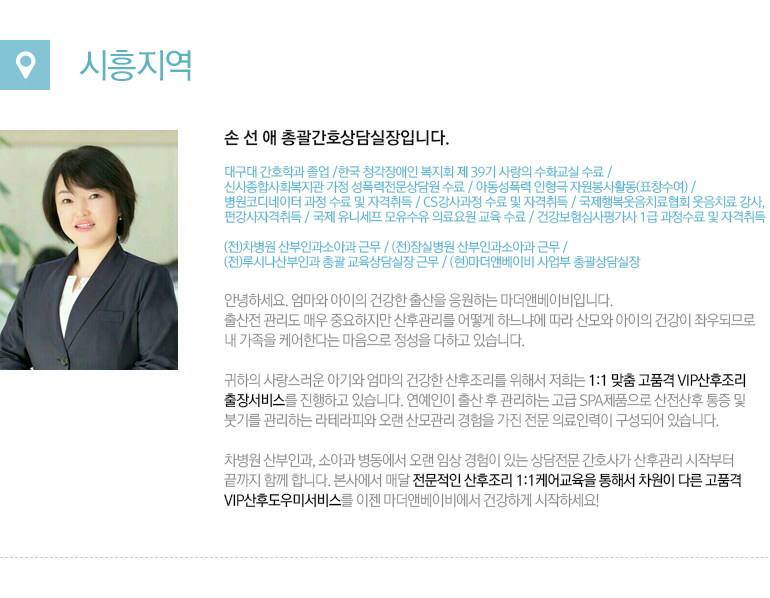 시흥지역
손 선 애 총괄간호상담실장입니다.
대구대 간호학과 졸업 /한국 청각장애인 복지회 제 39기 사랑의 수화교실 수료 /
신사종합사회복지관 가정 성폭력전문상담원 수료 / 아동성폭력 인형극 자원봉사활동(표창수여) /
병원코디네이터 과정 수료 및 자격취득 / CS강사과정 수료 및 자격취득 / 국제행복웃음치료협회 웃음치료 강사,
펀강사자격취득 / 국제 유니세프 모유수유 의료요원 교육 수료 / 건강보험심사평가사 1급 과정수료 및 자격취득
(전)차병원 산부인과소아과 근무 / (전)잠실병원 산부인과소아과 근무 /
(전)루시나산부인과 총괄 교육상담실장 근무 / (현)마더앤베이비 사업부 총괄상담실장
안녕하세요. 엄마와 아이의 건강한 출산을 응원하는 마더앤베이비입니다.
출산전 관리도 매우 중요하지만 산후관리를 어떻게 하느냐에 따라 산모와 아이의 건강이 좌우되므로
내 가족을 케어한다는 마음으로 정성을 다하고 있습니다.
귀하의 사랑스러운 아기와 엄마의 건강한 산후조리를 위해서 저희는 1:1 맞춤 고품격 VIP산후조리
출장서비스를 진행하고 있습니다. 연예인이 출산 후 관리하는 고급 SPA제품으로 산전산후 통증 및
붓기를 관리하는 라테라피와 오랜 산모관리 경험을 가진 전문 의료인력이 구성되어 있습니다.
차병원 산부인과, 소아과 병동에서 오랜 임상 경험이 있는 상담전문 간호사가 산후관리 시작부터
끝까지 함께 합니다. 본사에서 매달 전문적인 산후조리 1:1케어교육을 통해서 차원이 다른 고품격
VIP산후도우미서비스를 이젠 마더앤베이비에서 건강하게 시작하세요!